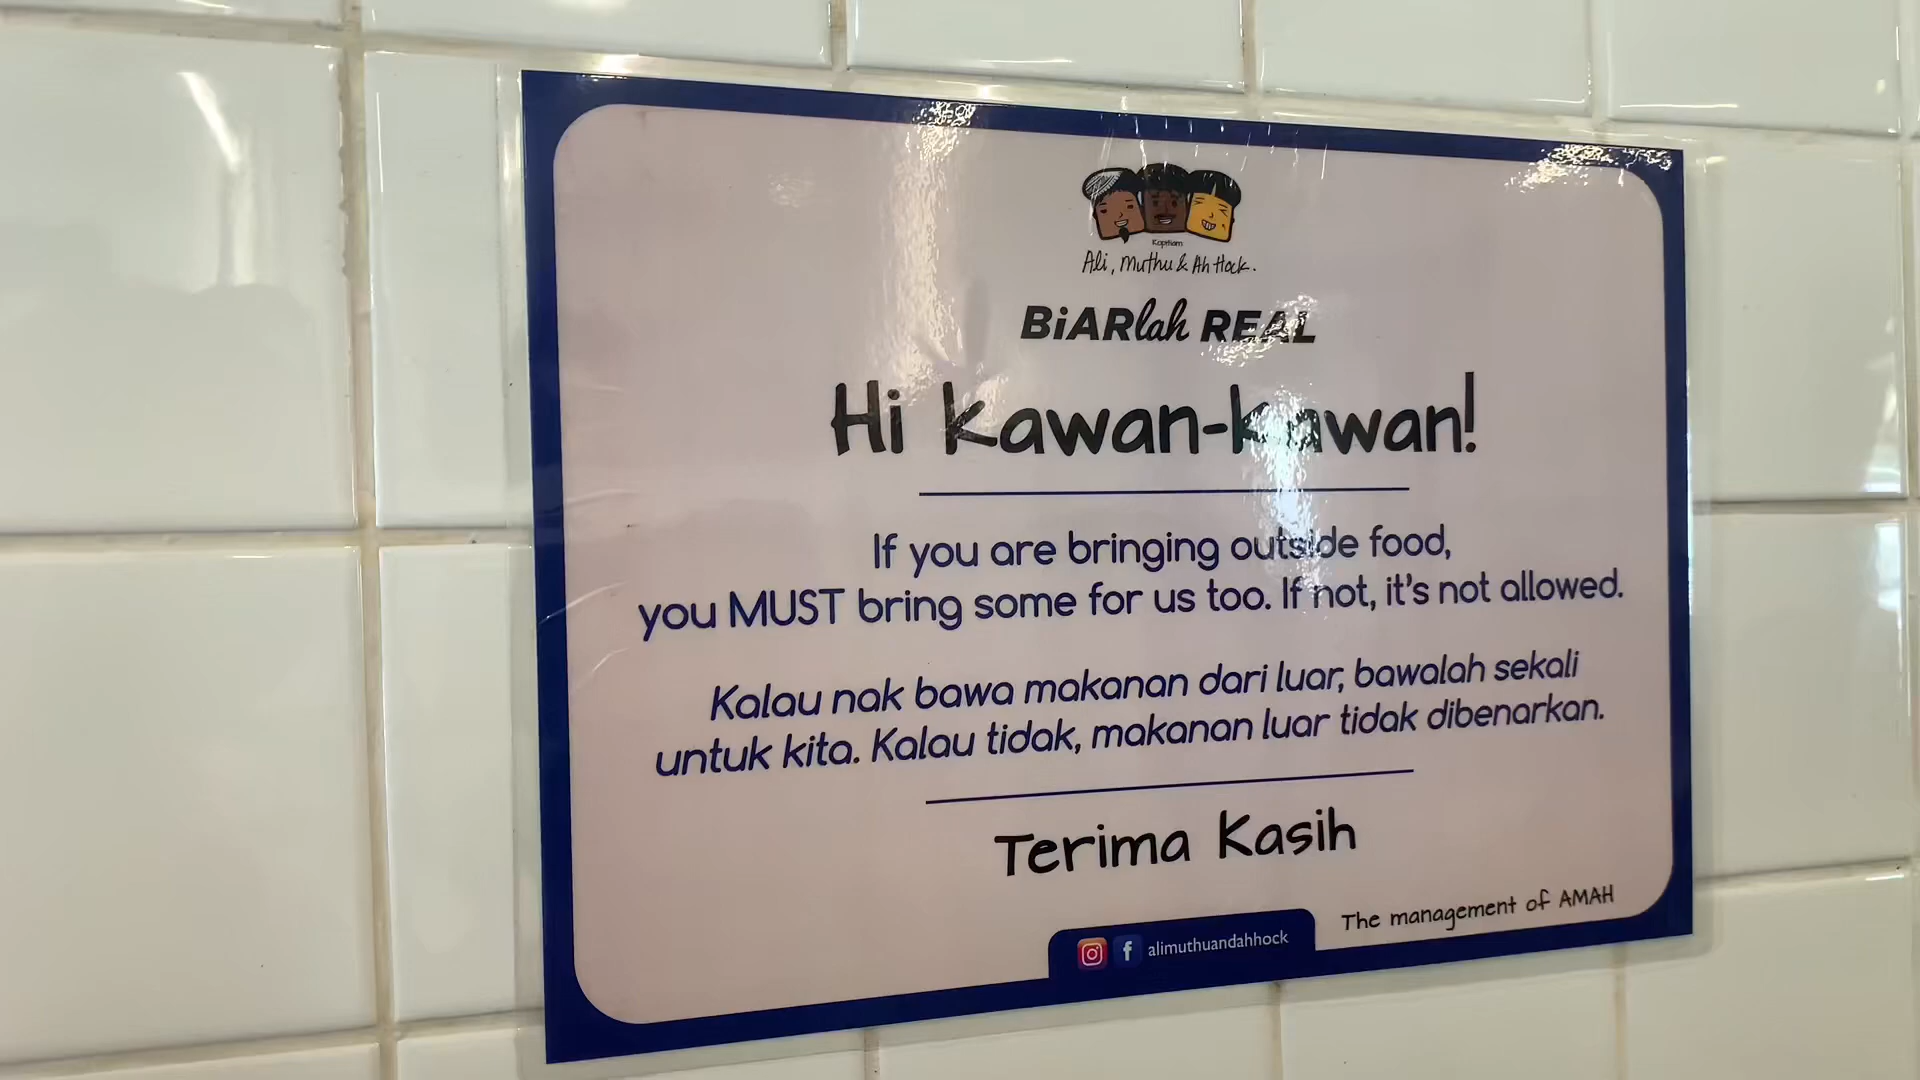 Kopitiam
Ali, Muthu & Ah Hock.
BiARlah REAL
Hi Kawan-kawan!
If you are bringing outside food,
you MUST bring some for us too. If not, it's not allowed.
Kalau nak bawa makanan dari luar, bawalah sekali
untuk kita. Kalau tidak, makanan luar tidak dibenarkan.
Terima Kasih
The management of AMAH
alimuthuandahhock